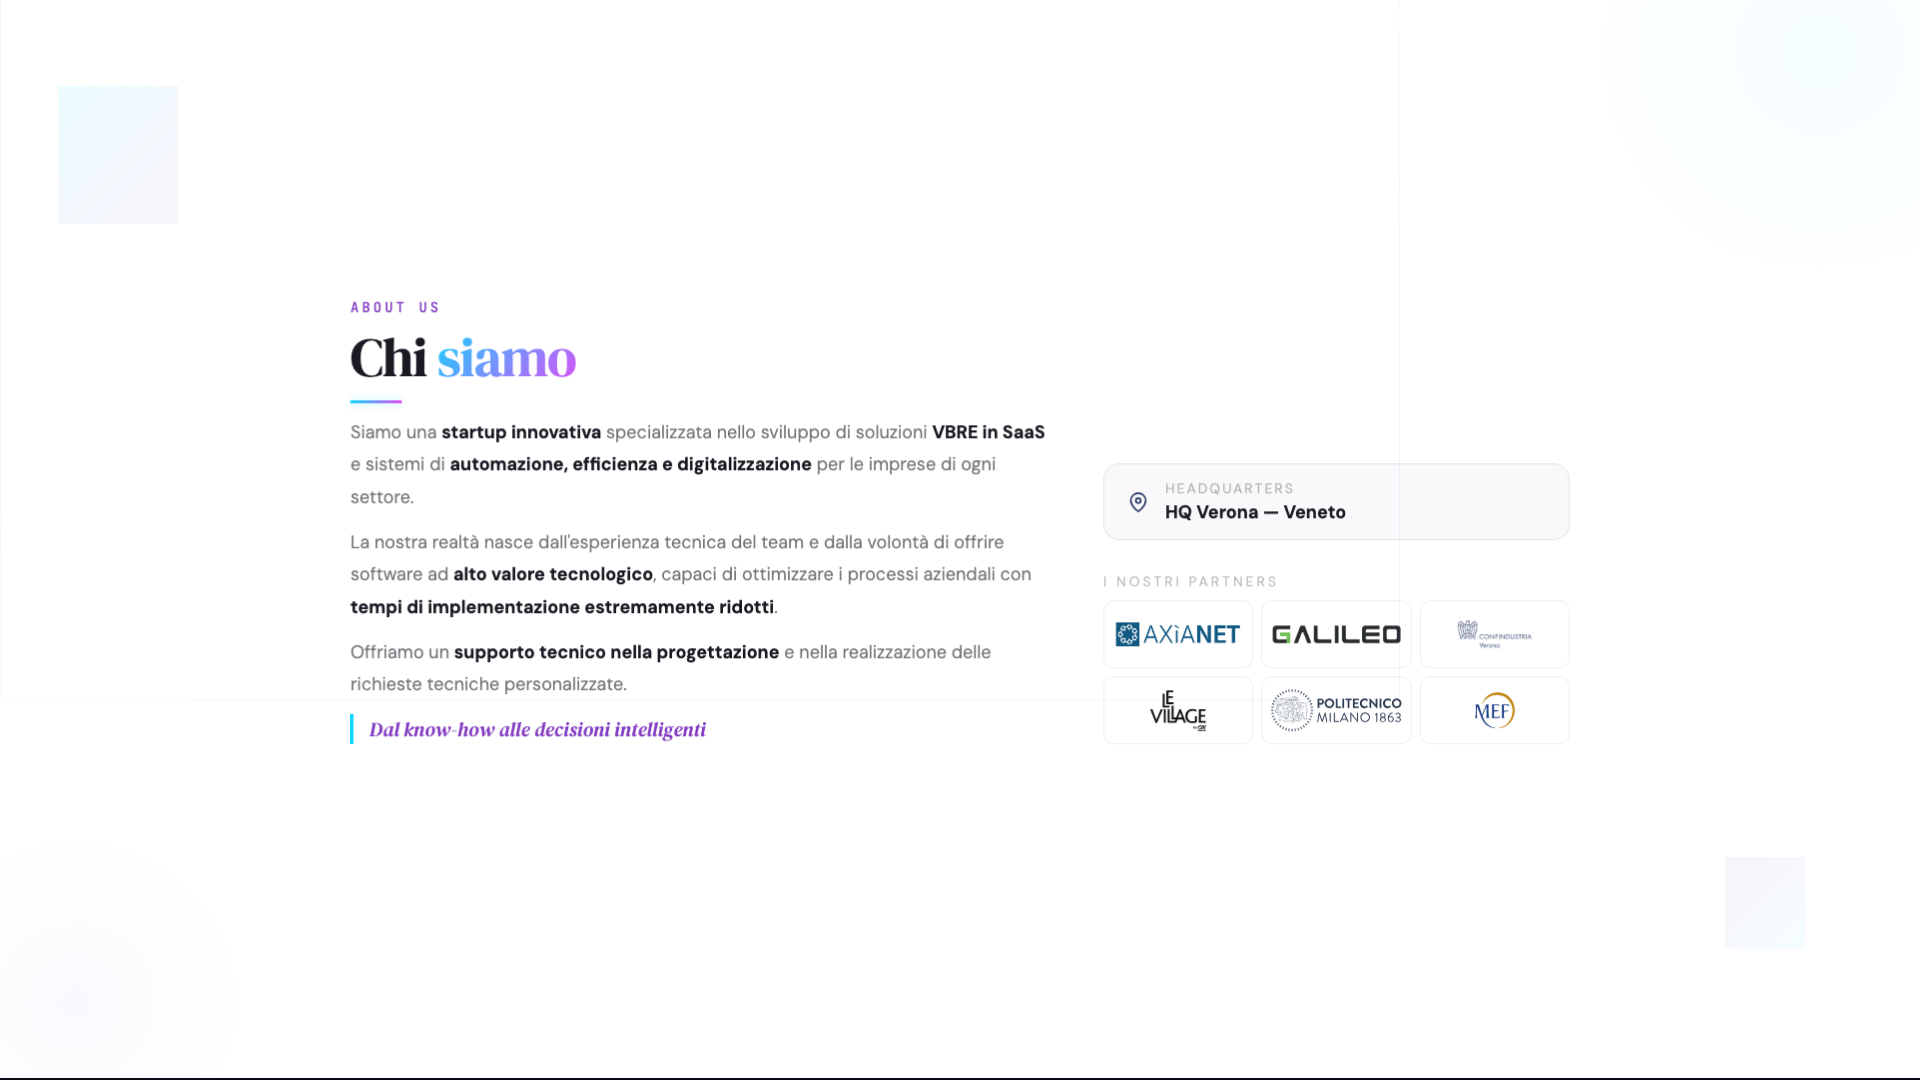 ABOUT US
Chi siamo
Siamo una startup innovativa specializzata nello sviluppo di soluzioni VBRE in SaaS
e sistemi di automazione, efficienza e digitalizzazione per le imprese di ogni
settore.
La nostra realtà nasce dall'esperienza tecnica del team e dalla volontà di offrire
software ad alto valore tecnologico, capaci di ottimizzare i processi aziendali con
tempi di implementazione estremamente ridotti.
Offriamo un supporto tecnico nella progettazione e nella realizzazione delle
richieste tecniche personalizzate.
Dal know-how alle decisioni intelligenti
HEADQUARTERS
HQ Verona — Veneto
I NOSTRI PARTNERS
AXìANET
GALILEO
CONFINDUSTRIA
Verona
LE
VILLAGE
POLITECNICO
MILANO 1863
MEF